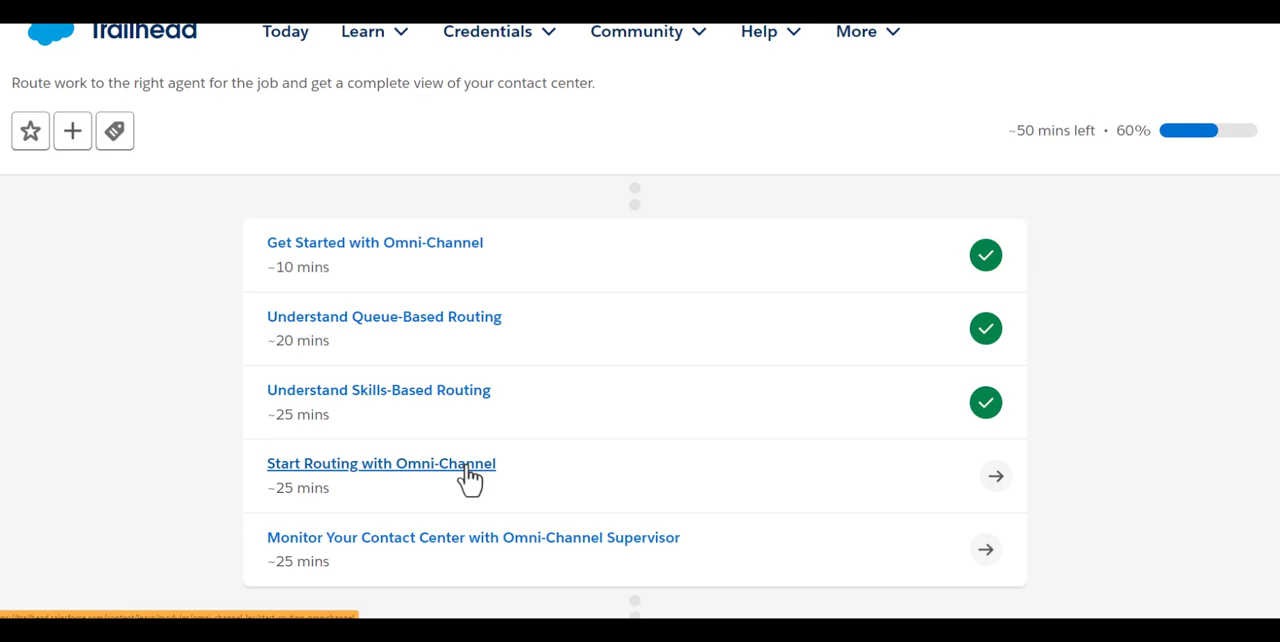 Trailhead
Today Learn Credentials Community Help More
Route work to the right agent for the job and get a complete view of your contact center.
~50 mins left • 60%
Get Started with Omni-Channel
~10 mins
Understand Queue-Based Routing
~20 mins
Understand Skills-Based Routing
~25 mins
Start Routing with Omni-Channel
~25 mins
Monitor Your Contact Center with Omni-Channel Supervisor
~25 mins